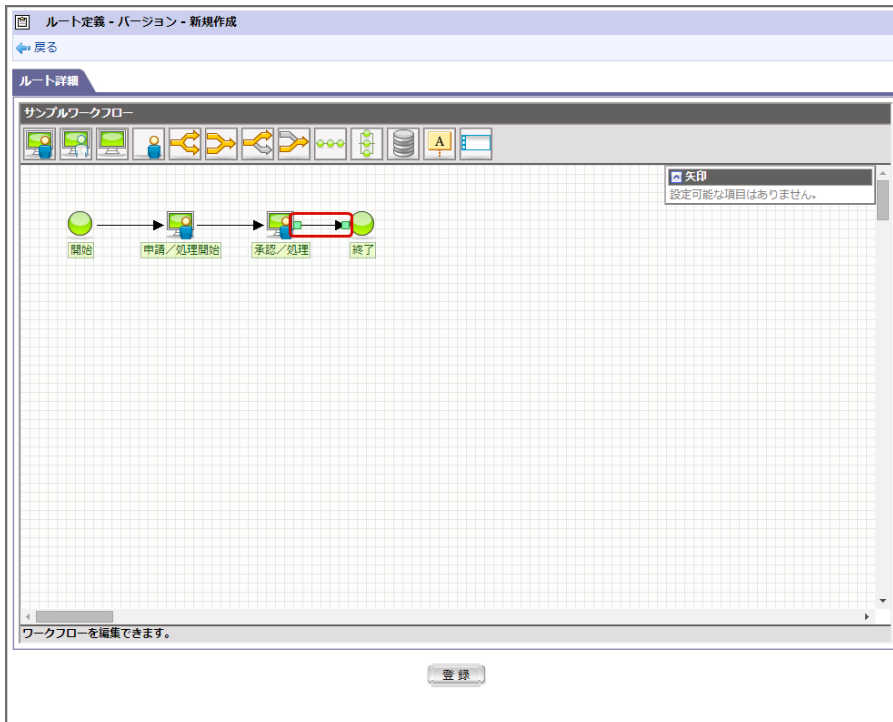 ルート定義 - バージョン - 新規作成
戻る
ルート詳細
サンプルワークフロー
A
矢印
設定可能な項目はありません。
開始
申請／処理開始
承認／処理
終了
ワークフローを編集できます。
登録